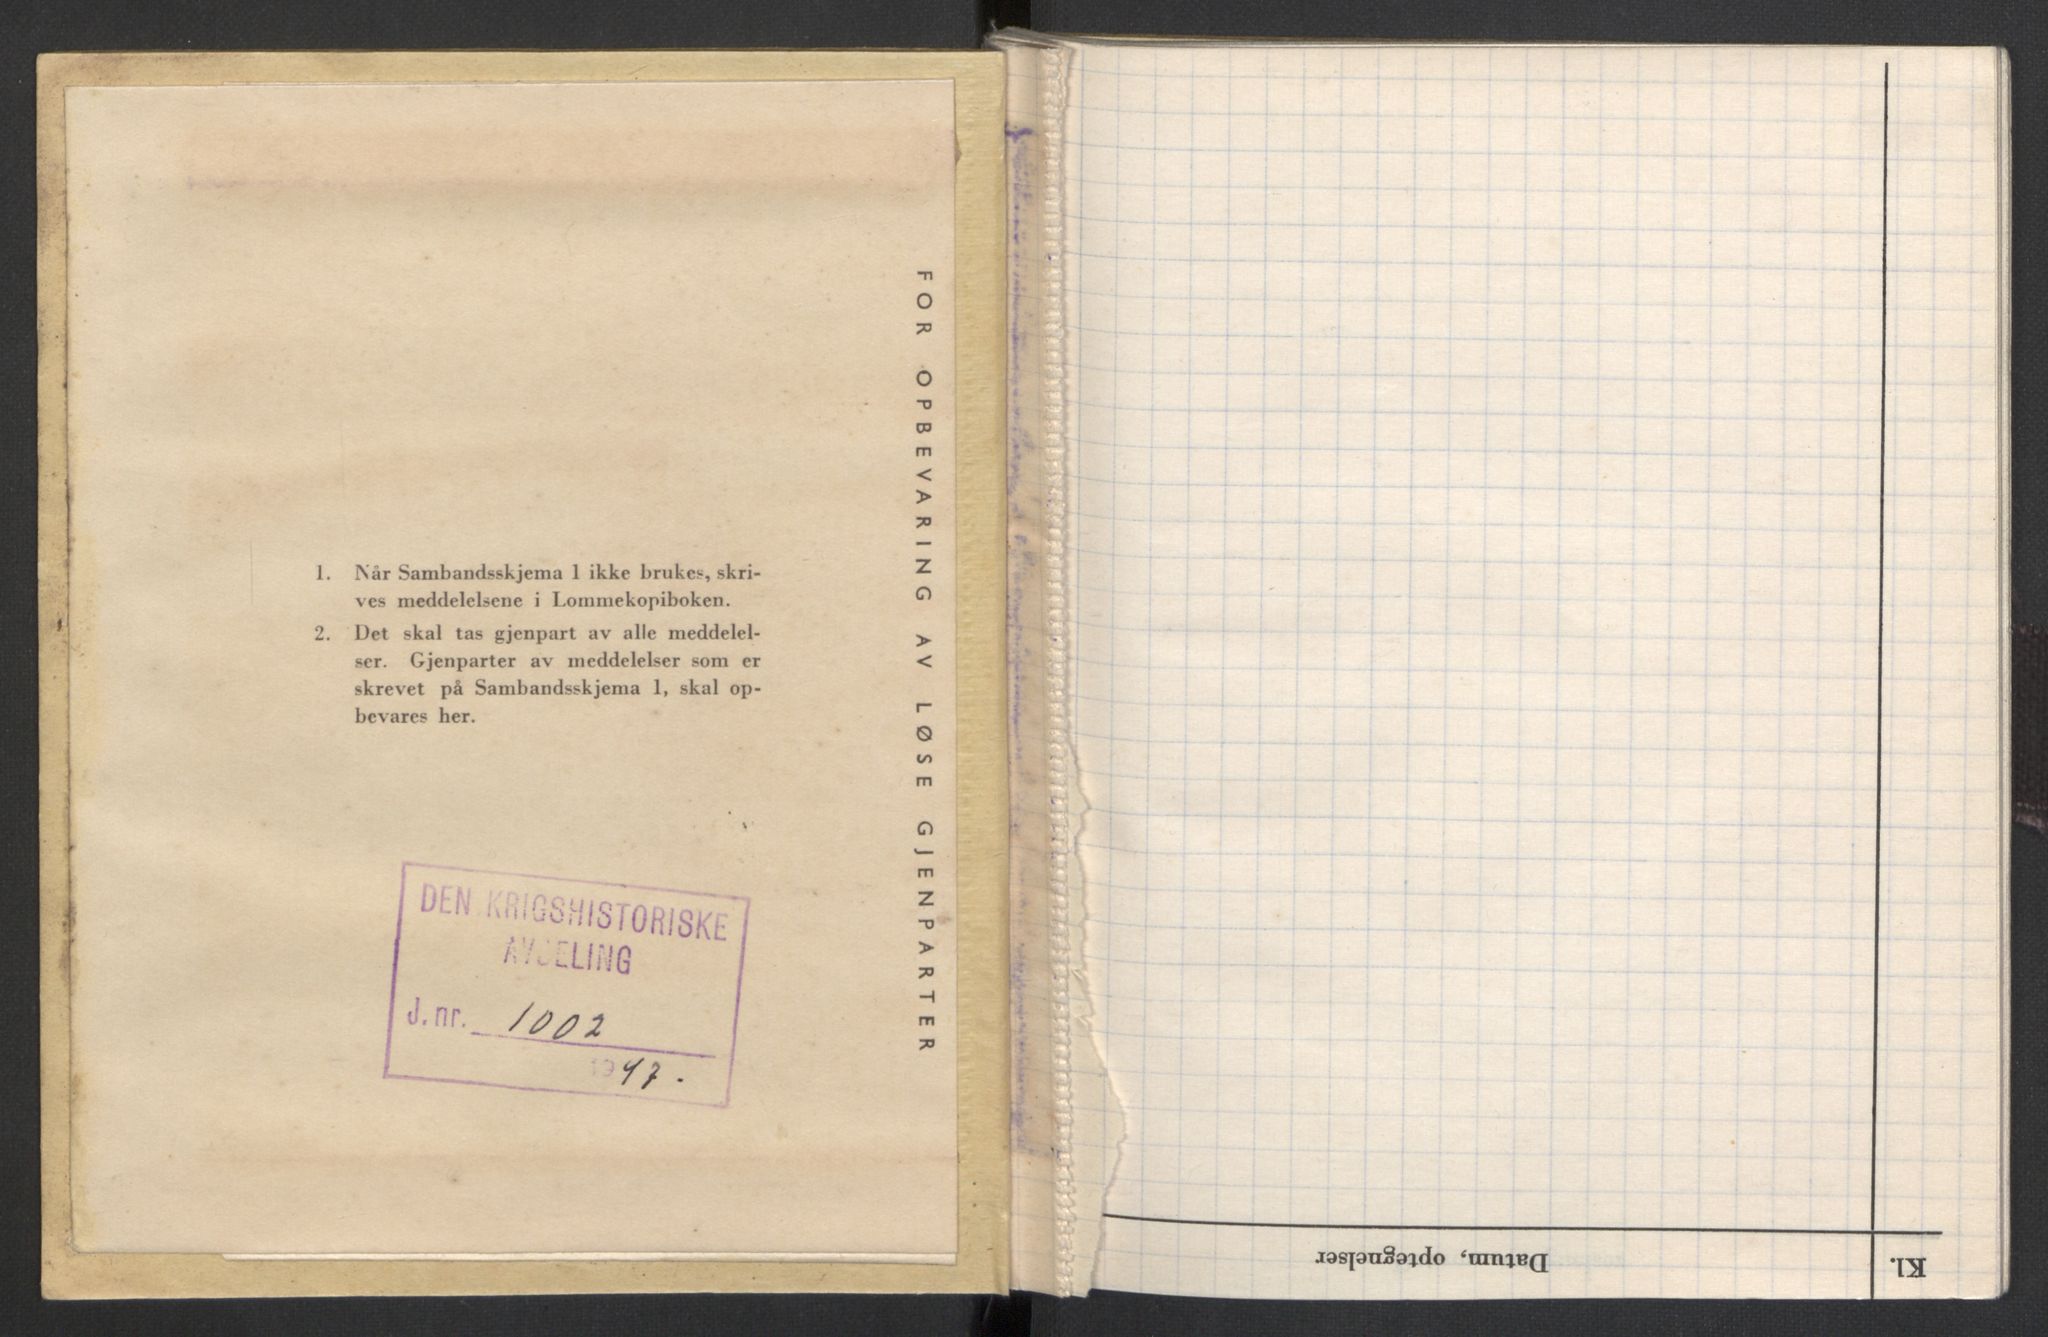 1. Når Sambandsskjema 1 ikke brukes, skri-
ves meddelelsene i Lommekopiboken.
2. Det skal tas gjenpart av alle meddelel-
ser. Gjenparter av meddelelser som er
skrevet på Sambandsskjema 1, skal op-
bevares her.
FOR OPBEVARING AV LØSE GJENPARTER
DEN KRIGSHISTORISKE
AVDELING
J.nr. 1002
1947.
Kl.
Datum, optegnelser